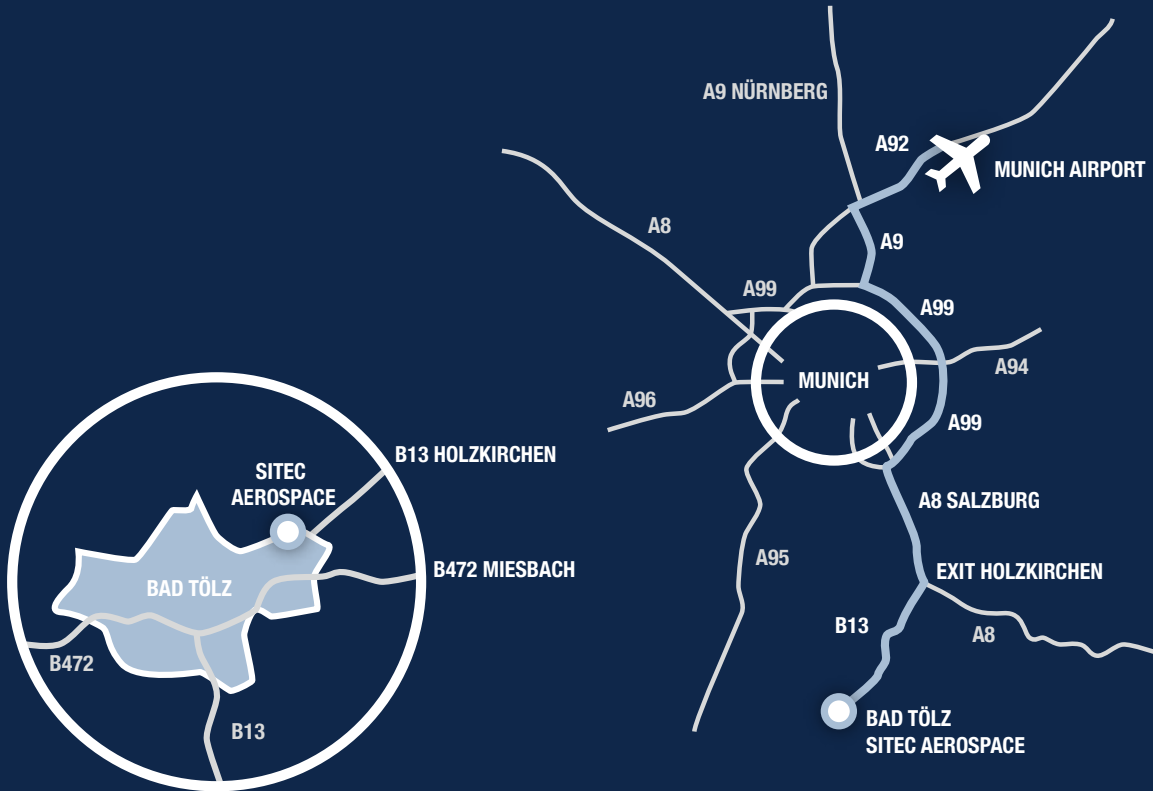 A9 NÜRNBERG
A92
MUNICH AIRPORT
A8
A9
A99
A99
A94
MUNICH
A96
A99
A8 SALZBURG
A95
EXIT HOLZKIRCHEN
B13
A8
BAD TÖLZ
SITEC AEROSPACE
B13 HOLZKIRCHEN
SITEC
AEROSPACE
B472 MIESBACH
BAD TÖLZ
B472
B13